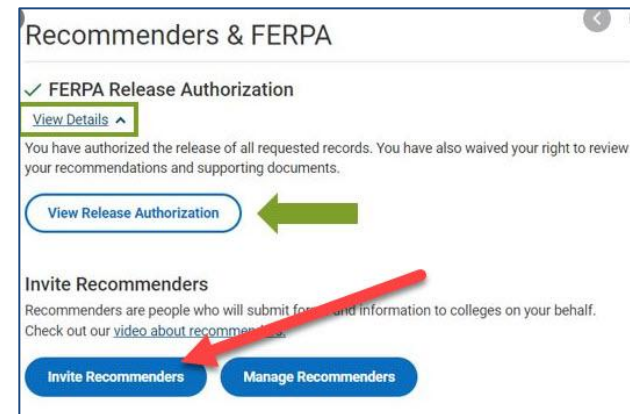 Recommenders & FERPA
FERPA Release Authorization
View Details
You have authorized the release of all requested records. You have also waived your right to review
your recommendations and supporting documents.
View Release Authorization
Invite Recommenders
Recommenders are people who will submit and information to colleges on your behalf.
Check out our video about
Invite Recommenders
Manage Recommenders